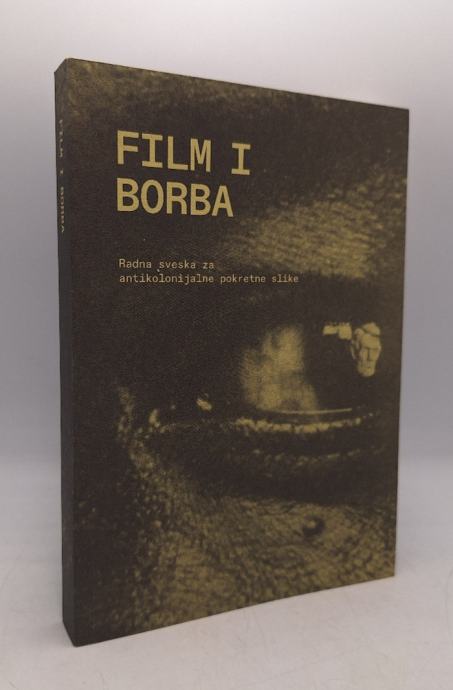 FILM I
BORBA
Radna sveska za
antikolonijalne pokretne slike
FILM I BORBA